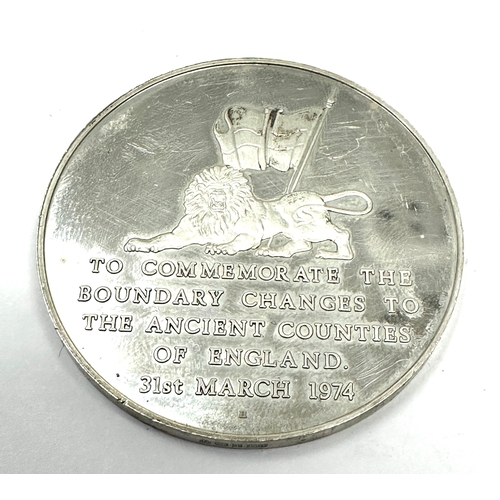 TO COMMEMORATE THE
BOUNDARY CHANGES TO
THE ANCIENT COUNTIES
OF ENGLAND.
31st MARCH 1974